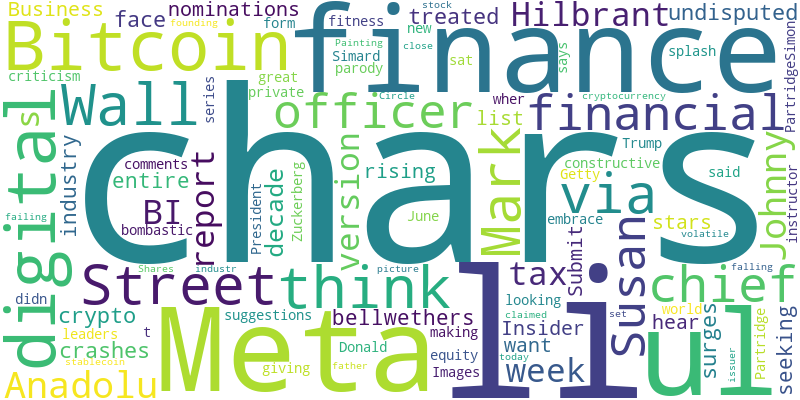 Business nominations face form stock founding fitness treated Hilbrant undisputed
Bitcoin finance
Painting close new Simard parody sat says splash
criticism great private series Circle wher cryptocurrency PartridgeSimon
digital Wall officer list financial
s chars
industry comments report version rising Mark Trump constructive said Johnny instructor
entire BI decade Zuckerberg June Getty via stars
bombastic President embrace volatile
failing Susan
Shares industr picture Submit falling
Street think li tax chief
didn crypto t suggestions bellwethers looking claimed set hear world surges Partridge seeking
leaders crashes Meta Donald making Insider want ul
stablecoin giving father equity Images today week issuer
Anadolu